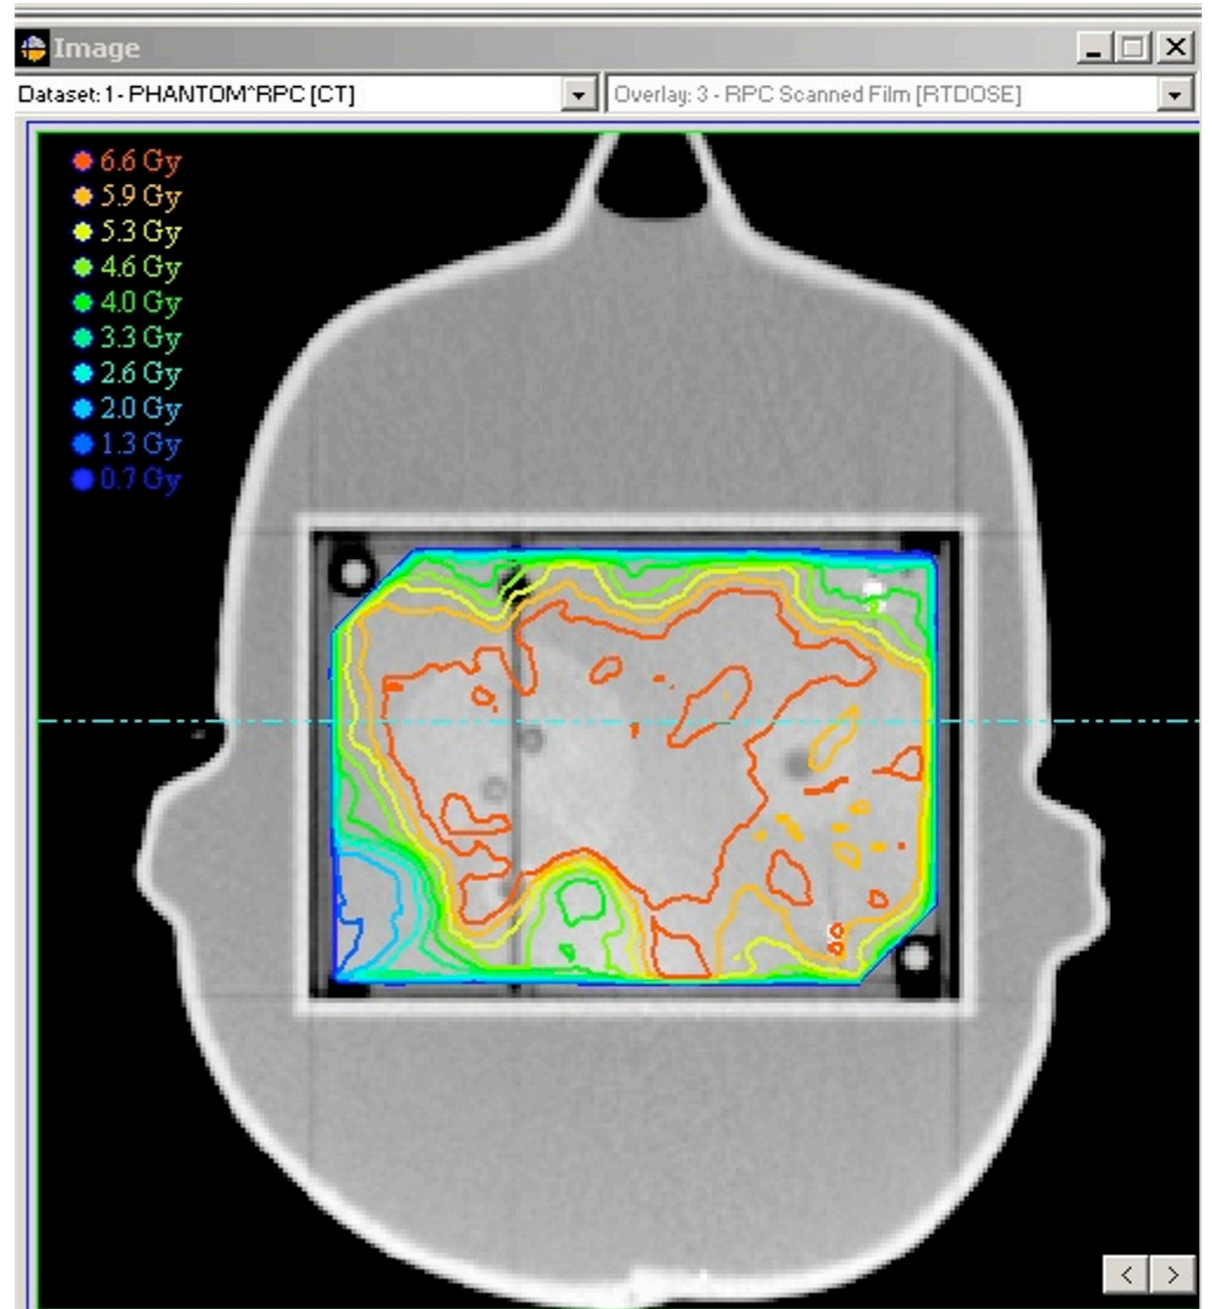 Image
Dataset: 1 - PHANTOM^RPC [CT]
Overlay: 3 - RPC Scanned Film [RTDOSE]
6.6 Gy
5.9 Gy
5.3 Gy
4.6 Gy
4.0 Gy
3.3 Gy
2.6 Gy
2.0 Gy
1.3 Gy
0.7 Gy